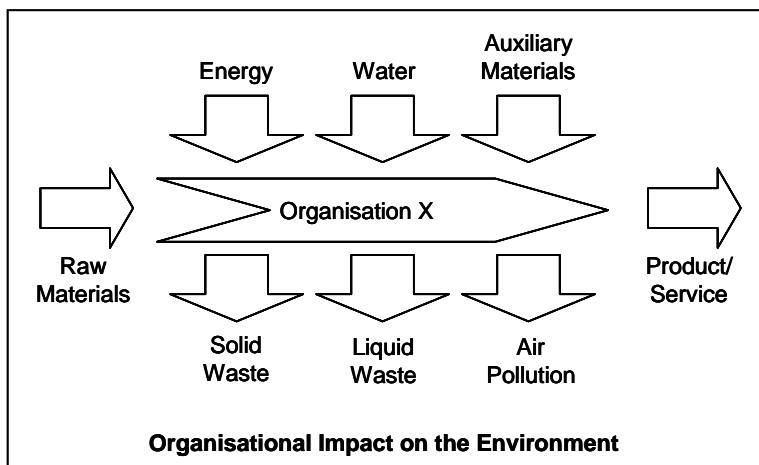 Energy
Water
Auxiliary
Materials
Organisation X
Raw
Materials
Product/
Service
Solid
Waste
Liquid
Waste
Air
Pollution
Organisational Impact on the Environment